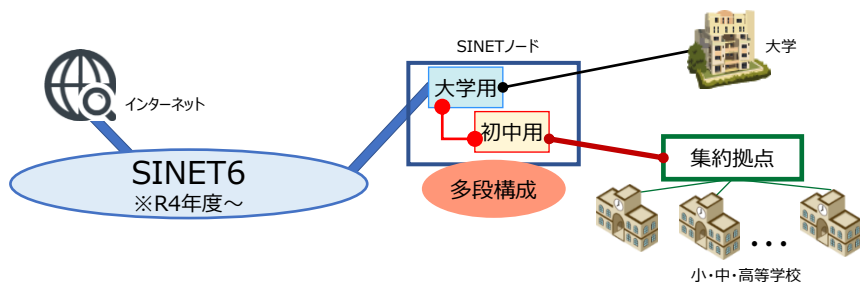 インターネット
SINET6
※R4年度～
SINETノード
大学用
初中用
多段構成
大学
集約拠点
・・・
小・中・高等学校